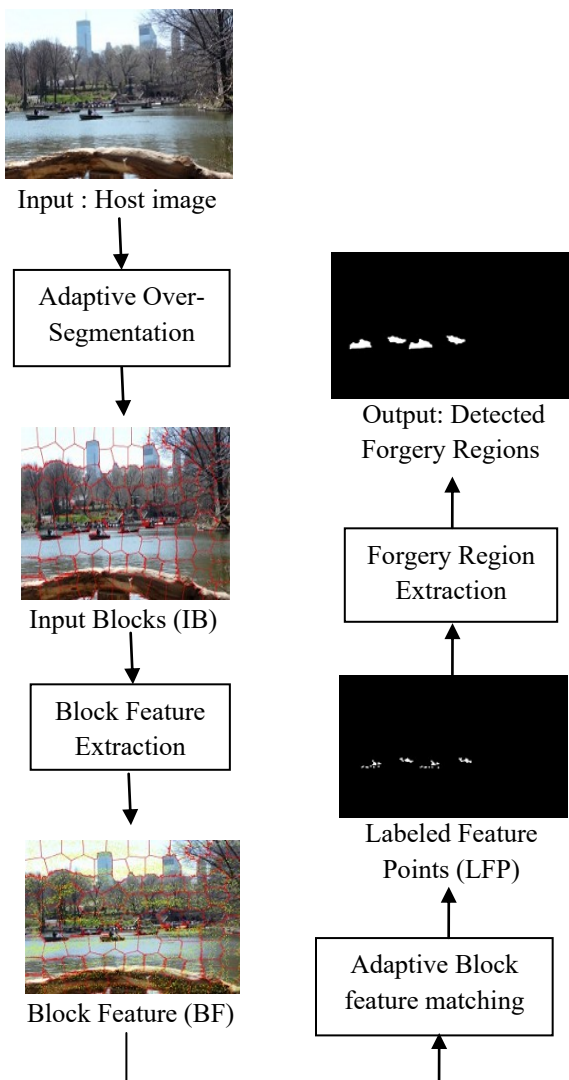 Input : Host image
Adaptive Over-
Segmentation
Input Blocks (IB)
Block Feature
Extraction
Block Feature (BF)
Output: Detected
Forgery Regions
Forgery Region
Extraction
Labeled Feature
Points (LFP)
Adaptive Block
feature matching